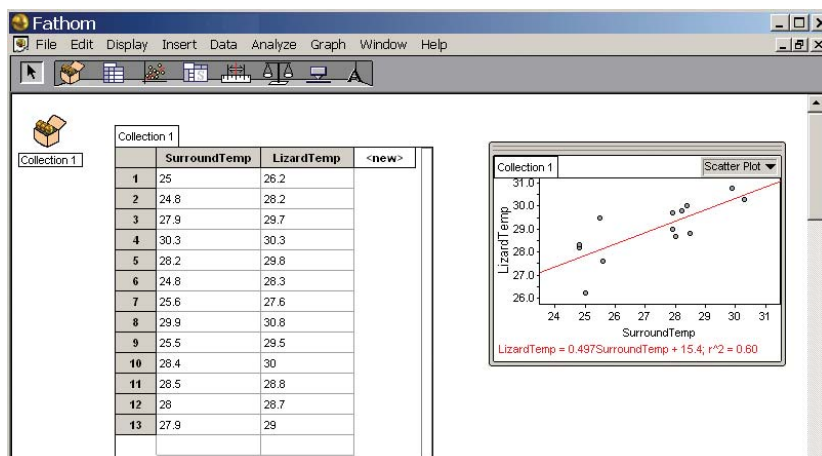 Fathom
File Edit Display Insert Data Analyze Graph Window Help
Collection 1
Collection 1
SurroundTemp LizardTemp <new>
1 25 26.2
2 24.8 28.2
3 27.9 29.7
4 30.3 30.3
5 28.2 29.8
6 24.8 28.3
7 25.6 27.6
8 29.9 30.8
9 25.5 29.5
10 28.4 30
11 28.5 28.8
12 28 28.7
13 27.9 29
Collection 1 Scatter Plot
31.0
30.0
29.0
28.0
27.0
26.0
LizardTemp
24 25 26 27 28 29 30 31
SurroundTemp
LizardTemp = 0.497SurroundTemp + 15.4; r^2 = 0.60